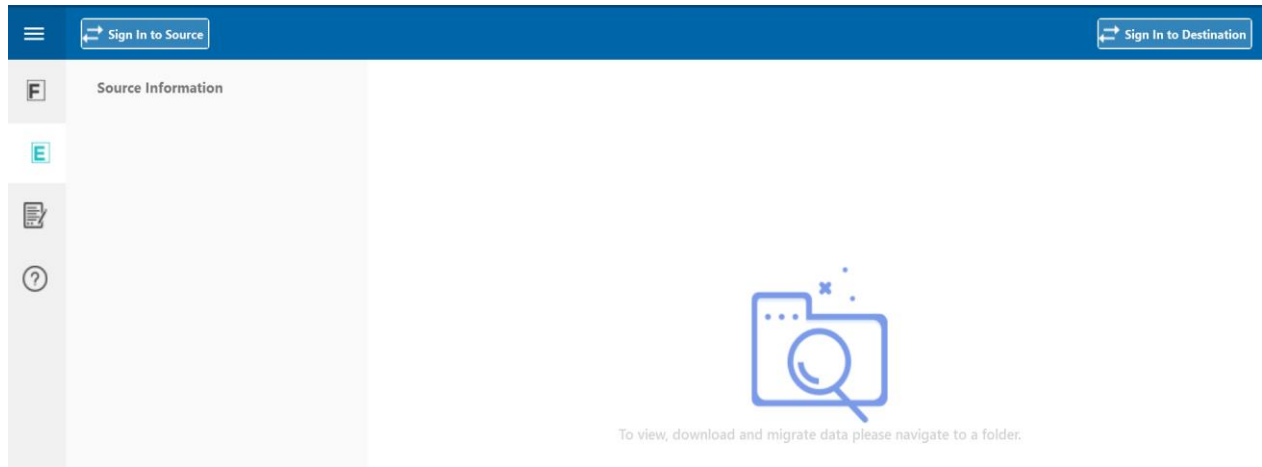 Sign In to Source
Sign In to Destination
F
Source Information
E
?
To view, download and migrate data please navigate to a folder.